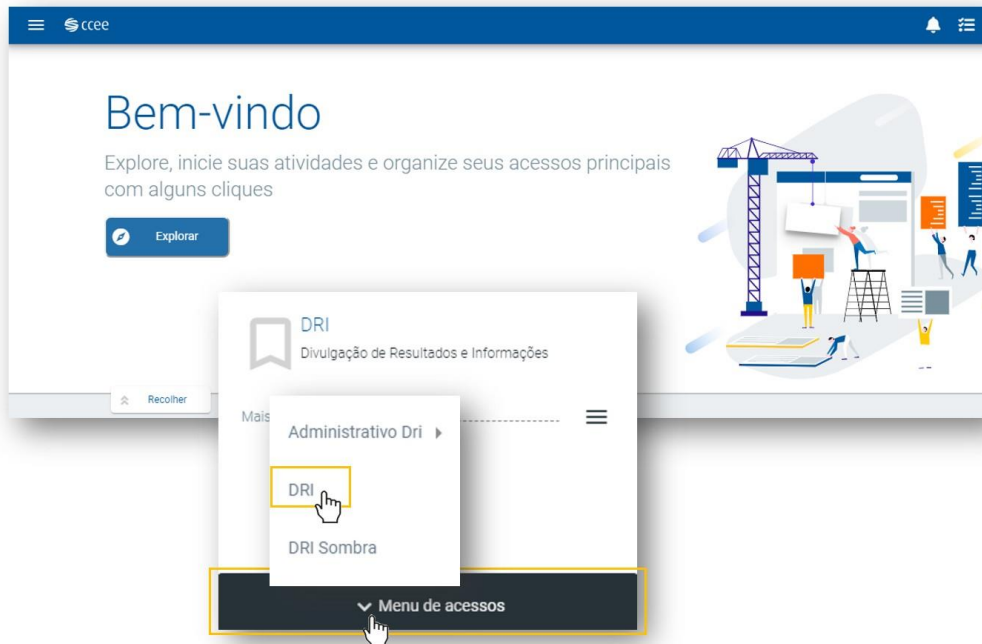 ccee
Bem-vindo
Explore, inicie suas atividades e organize seus acessos principais
com alguns cliques
Explorar
DRI
Divulgação de Resultados e Informações
Recolher
Mais
Administrativo Dri
DRI
DRI Sombra
Menu de acessos